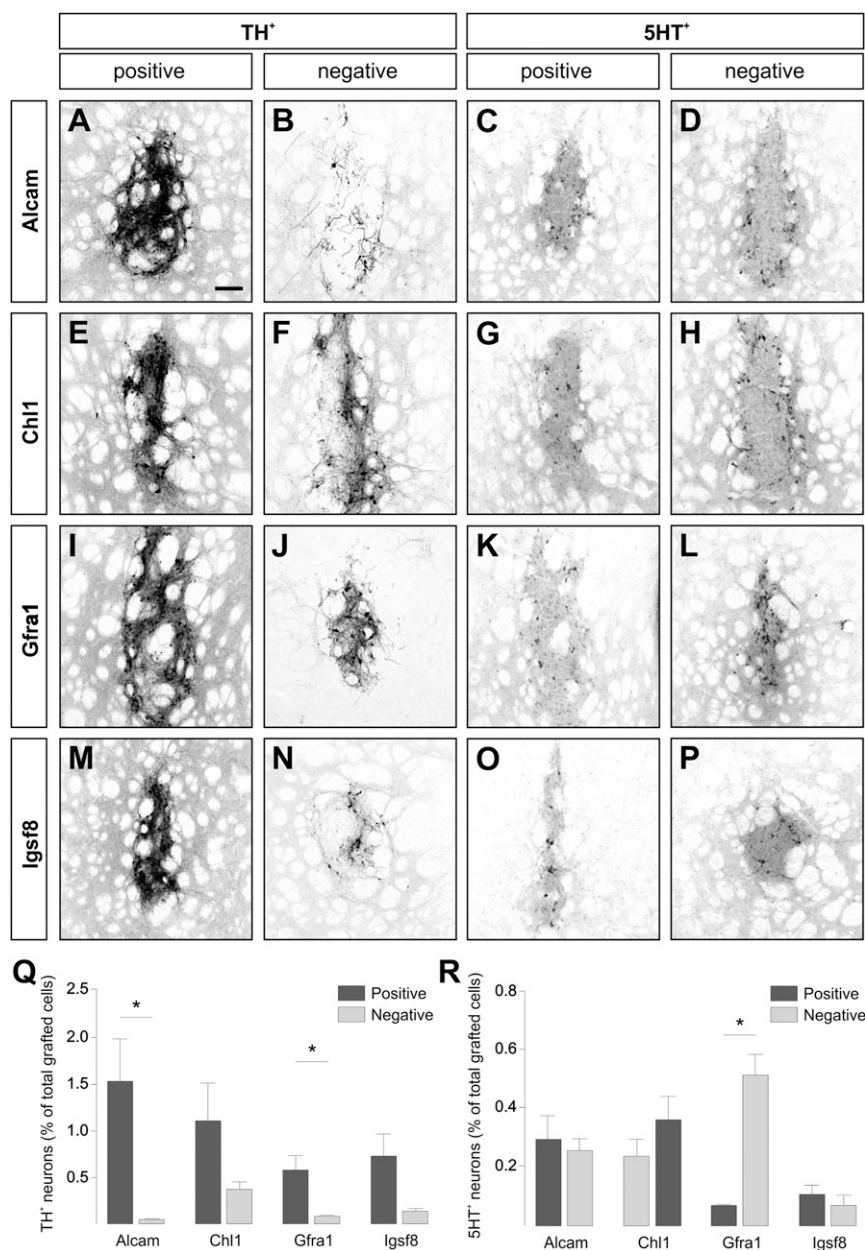 TH⁺ 5HT⁺
positive negative positive negative
Alcam A B C D
Chl1 E F G H
Gfra1 I J K L
Igsf8 M N O P
Q
TH⁺ neurons (% of total grafted cells)
2.5
2.0
1.5
1.0
0.5
Positive
Negative
*
*
Alcam Chl1 Gfra1 Igsf8
R
5HT⁺ neurons (% of total grafted cells)
0.8
0.6
0.4
0.2
Positive
Negative
*
Alcam Chl1 Gfra1 Igsf8